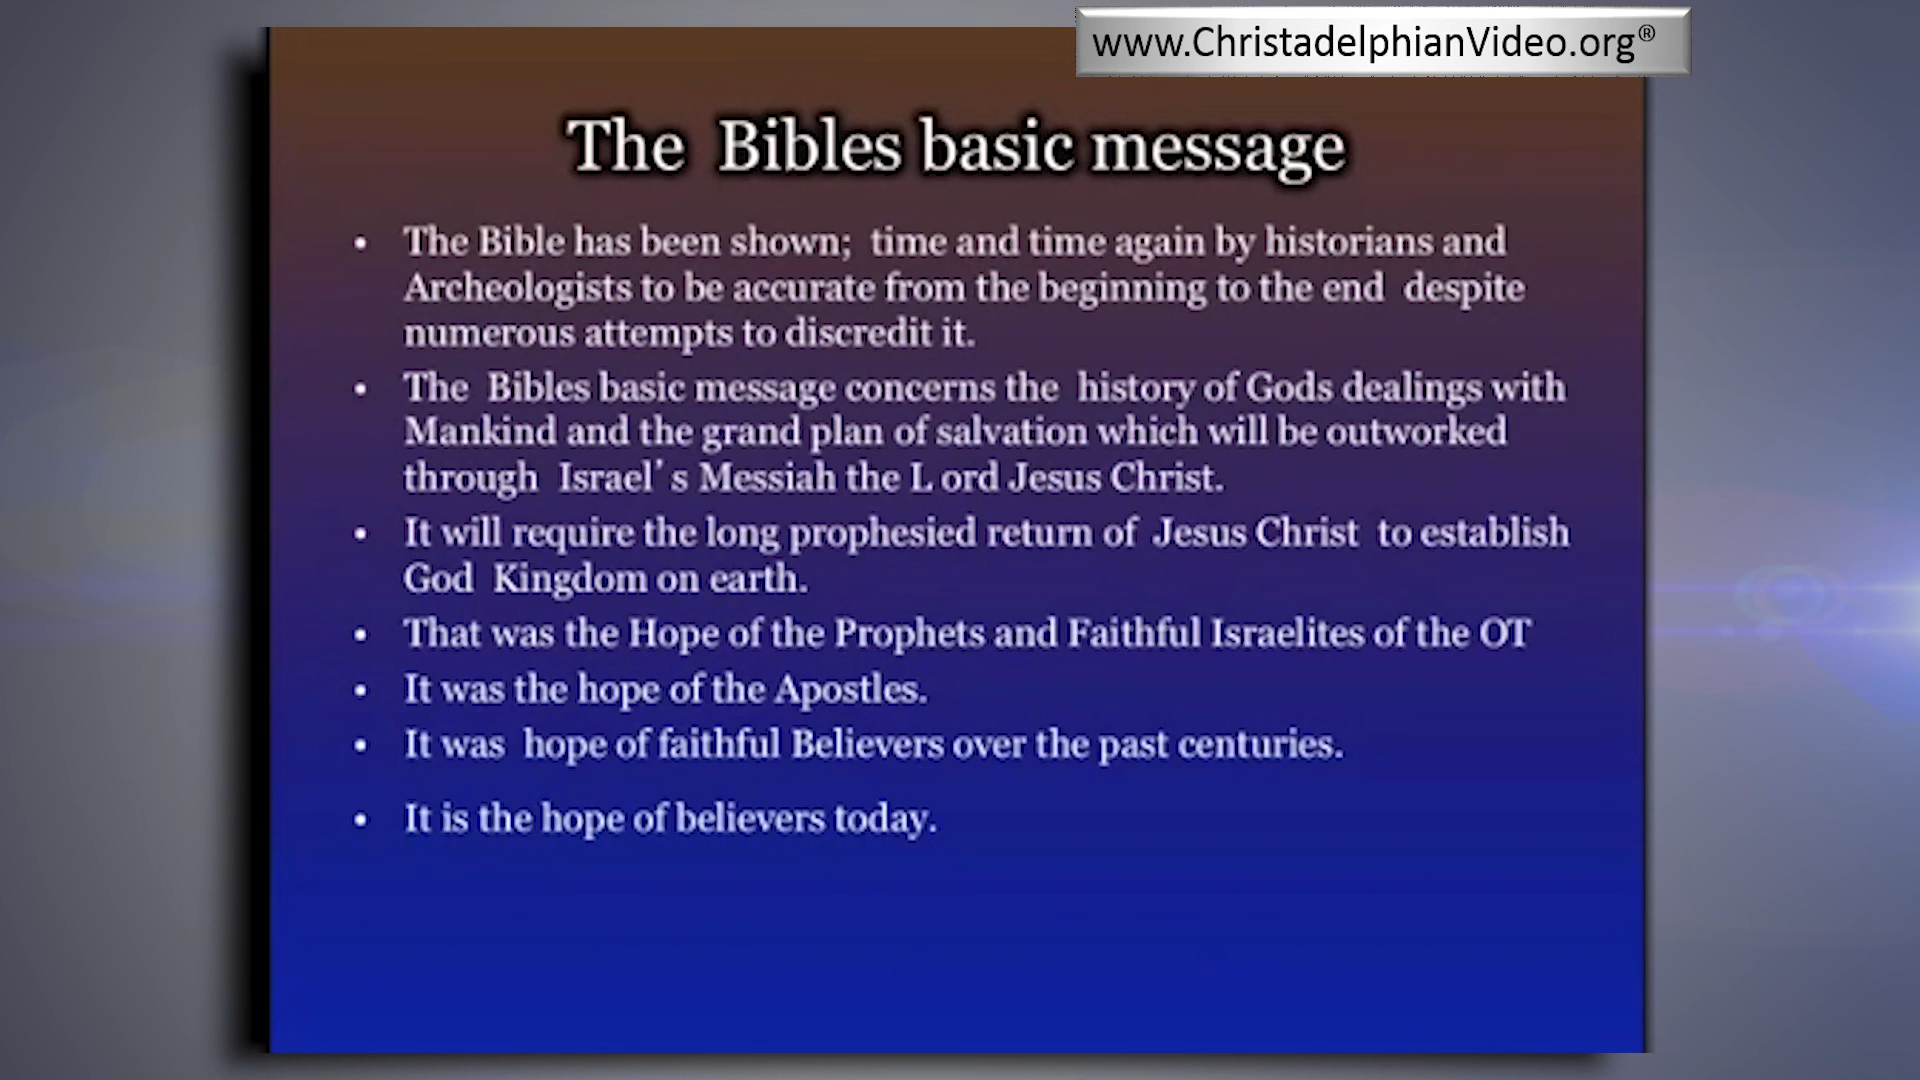 www.ChristadelphianVideo.org®
The Bibles basic message
• The Bible has been shown; time and time again by historians and
Archeologists to be accurate from the beginning to the end despite
numerous attempts to discredit it.
• The Bibles basic message concerns the history of Gods dealings with
Mankind and the grand plan of salvation which will be outworked
through Israel's Messiah the L ord Jesus Christ.
• It will require the long prophesied return of Jesus Christ to establish
God Kingdom on earth.
• That was the Hope of the Prophets and Faithful Israelites of the OT
• It was the hope of the Apostles.
• It was hope of faithful Believers over the past centuries.
• It is the hope of believers today.